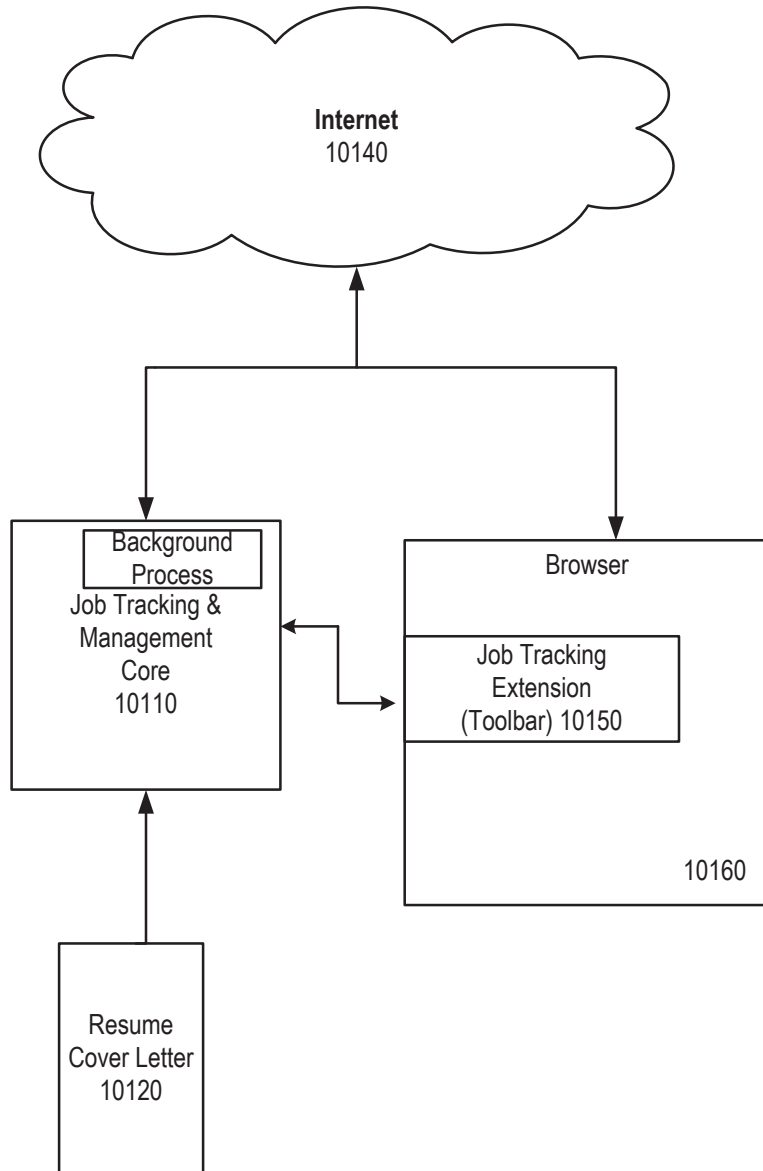 Internet
10140
Background
Process
Job Tracking &
Management
Core
10110
Browser
Job Tracking
Extension
(Toolbar) 10150
10160
Resume
Cover Letter
10120